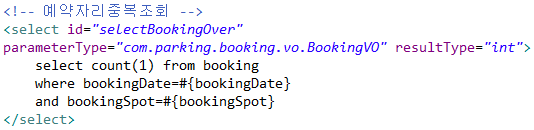 <!-- 예약자리중복조회 -->
<select id="selectBookingOver"
parameterType="com.parking.booking.vo.BookingVO" resultType="int">
select count(1) from booking
where bookingDate=#{bookingDate}
and bookingSpot=#{bookingSpot}
</select>